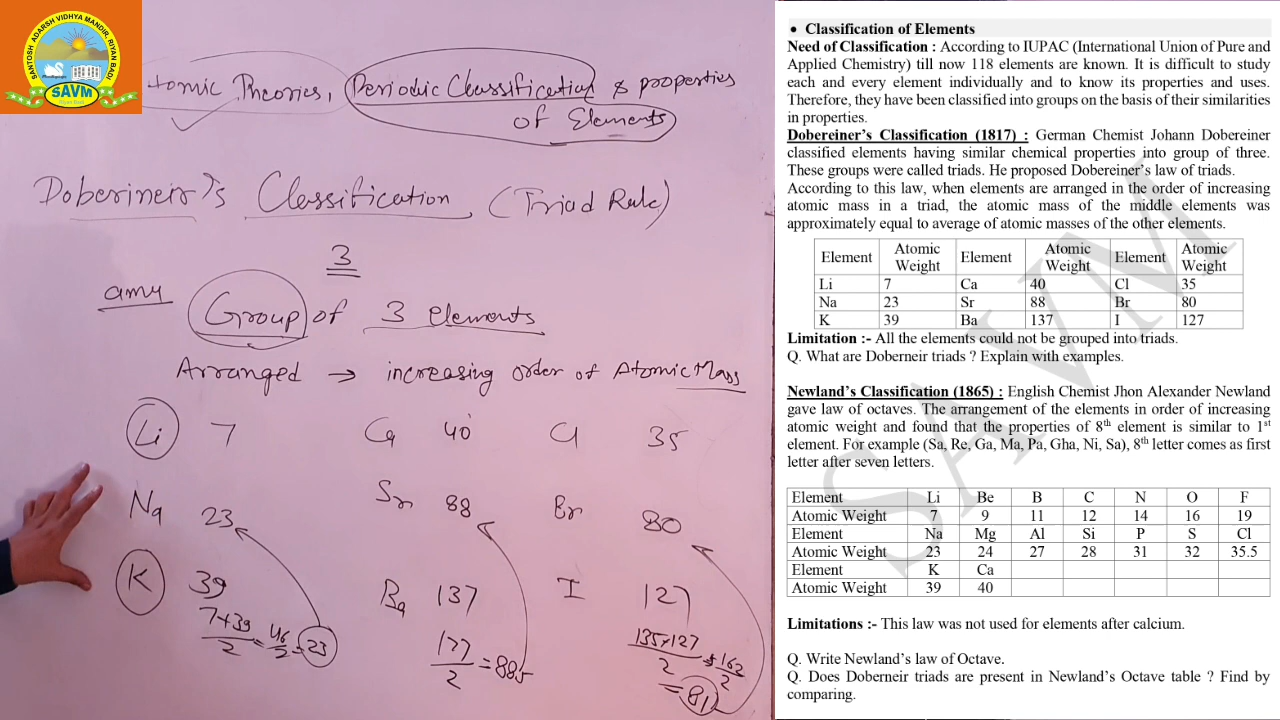 SANTOSH ADARSH VIDHYA MANDIR, RIYAN BADI
SAVM
Atomic Theories, Periodic Classification & properties
of Elements
Doberineir's Classification (Triad Rule)
3
amu Group of 3 elements
Arranged → increasing order of Atomic Mass
Li 7 Ca 40 Cl 35
Na 23 Sr 88 Br 80
K 39 Ba 137 I 127
7+39/2 = 46/2 = 23
177/2 = 88.5
135+127/2 = 162/2
= 81
• Classification of Elements
Need of Classification : According to IUPAC (International Union of Pure and
Applied Chemistry) till now 118 elements are known. It is difficult to study
each and every element individually and to know its properties and uses.
Therefore, they have been classified into groups on the basis of their similarities
in properties.
Dobereiner's Classification (1817) : German Chemist Johann Dobereiner
classified elements having similar chemical properties into group of three.
These groups were called triads. He proposed Dobereiner's law of triads.
According to this law, when elements are arranged in the order of increasing
atomic mass in a triad, the atomic mass of the middle elements was
approximately equal to average of atomic masses of the other elements.
Element Atomic Weight Element Atomic Weight Element Atomic Weight
Li 7 Ca 40 Cl 35
Na 23 Sr 88 Br 80
K 39 Ba 137 I 127
Limitation :- All the elements could not be grouped into triads.
Q. What are Doberneir triads ? Explain with examples.
Newland's Classification (1865) : English Chemist Jhon Alexander Newland
gave law of octaves. The arrangement of the elements in order of increasing
atomic weight and found that the properties of 8th element is similar to 1st
element. For example (Sa, Re, Ga, Ma, Pa, Gha, Ni, Sa), 8th letter comes as first
letter after seven letters.
Element Li Be B C N O F
Atomic Weight 7 9 11 12 14 16 19
Element Na Mg Al Si P S Cl
Atomic Weight 23 24 27 28 31 32 35.5
Element K Ca
Atomic Weight 39 40
Limitations :- This law was not used for elements after calcium.
Q. Write Newland's law of Octave.
Q. Does Doberneir triads are present in Newland's Octave table ? Find by
comparing.
SAVM